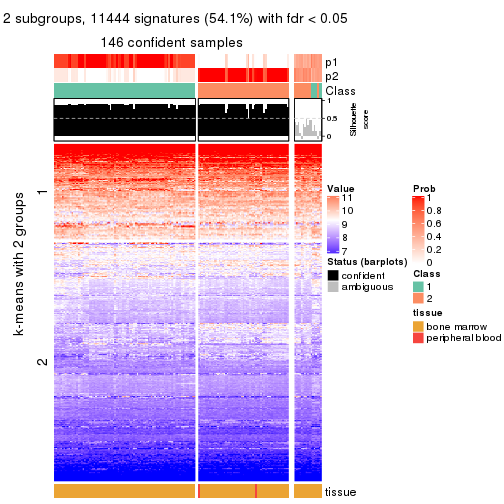 2 subgroups, 11444 signatures (54.1%) with fdr < 0.05
146 confident samples
p1
p2
Class
1
0.5
0
Silhouette
score
k-means with 2 groups
1
2
Value
11
10
9
8
7
Status (barplots)
confident
ambiguous
Prob
1
0.8
0.6
0.4
0.2
0
Class
1
2
tissue
bone marrow
peripheral blood
tissue